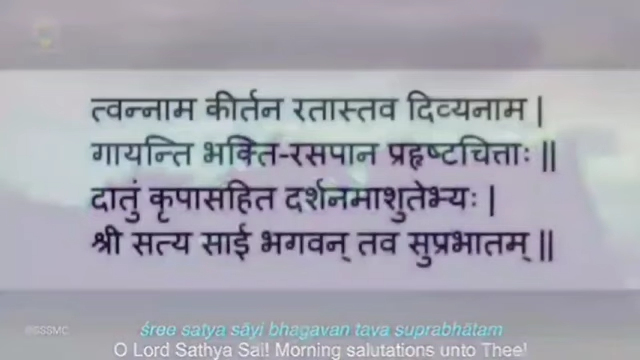 त्वन्नाम कीर्तन रतास्तव दिव्यनाम |
गायन्ति भक्ति-रसपान प्रहृष्टचित्ताः ||
दातुं कृपासहित दर्शनमाशुतेभ्यः |
श्री सत्य साई भगवन् तव सुप्रभातम् ||
@SSSMC
śree satya sāyi bhagavan tava suprabhātam
O Lord Sathya Sai! Morning salutations unto Thee!